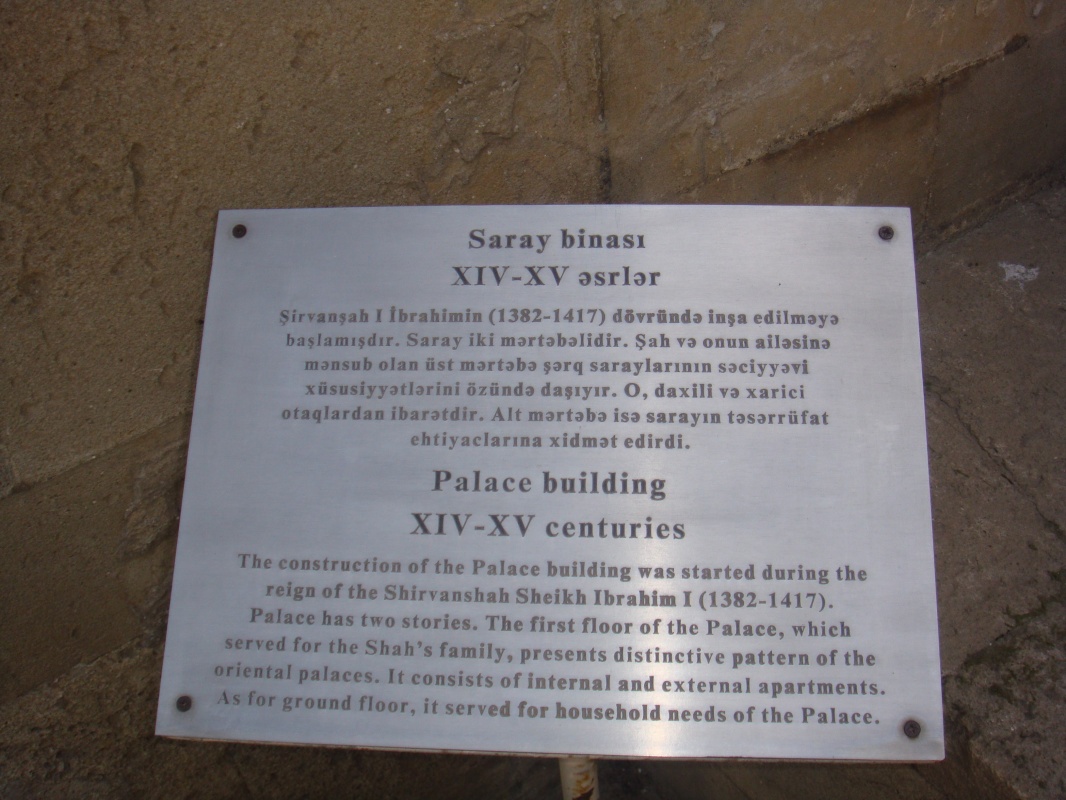 Saray binası
XIV-XV əsrlər
Şirvanşah I İbrahimin (1382-1417) dövründə inşa edilməyə
başlamışdır. Saray iki mərtəbəlidir. Şah və onun ailəsinə
mənsub olan üst mərtəbə şərq saraylarının səciyyəvi
xüsusiyyətlərini özündə daşıyır. O, daxili və xarici
otaqlardan ibarətdir. Alt mərtəbə isə sarayın təsərrüfat
ehtiyaclarına xidmət edirdi.
Palace building
XIV-XV centuries
The construction of the Palace building was started during the
reign of the Shirvanshah Sheikh Ibrahim I (1382-1417).
Palace has two stories. The first floor of the Palace, which
served for the Shah's family, presents distinctive pattern of the
oriental palaces. It consists of internal and external apartments.
As for ground floor, it served for household needs of the Palace.